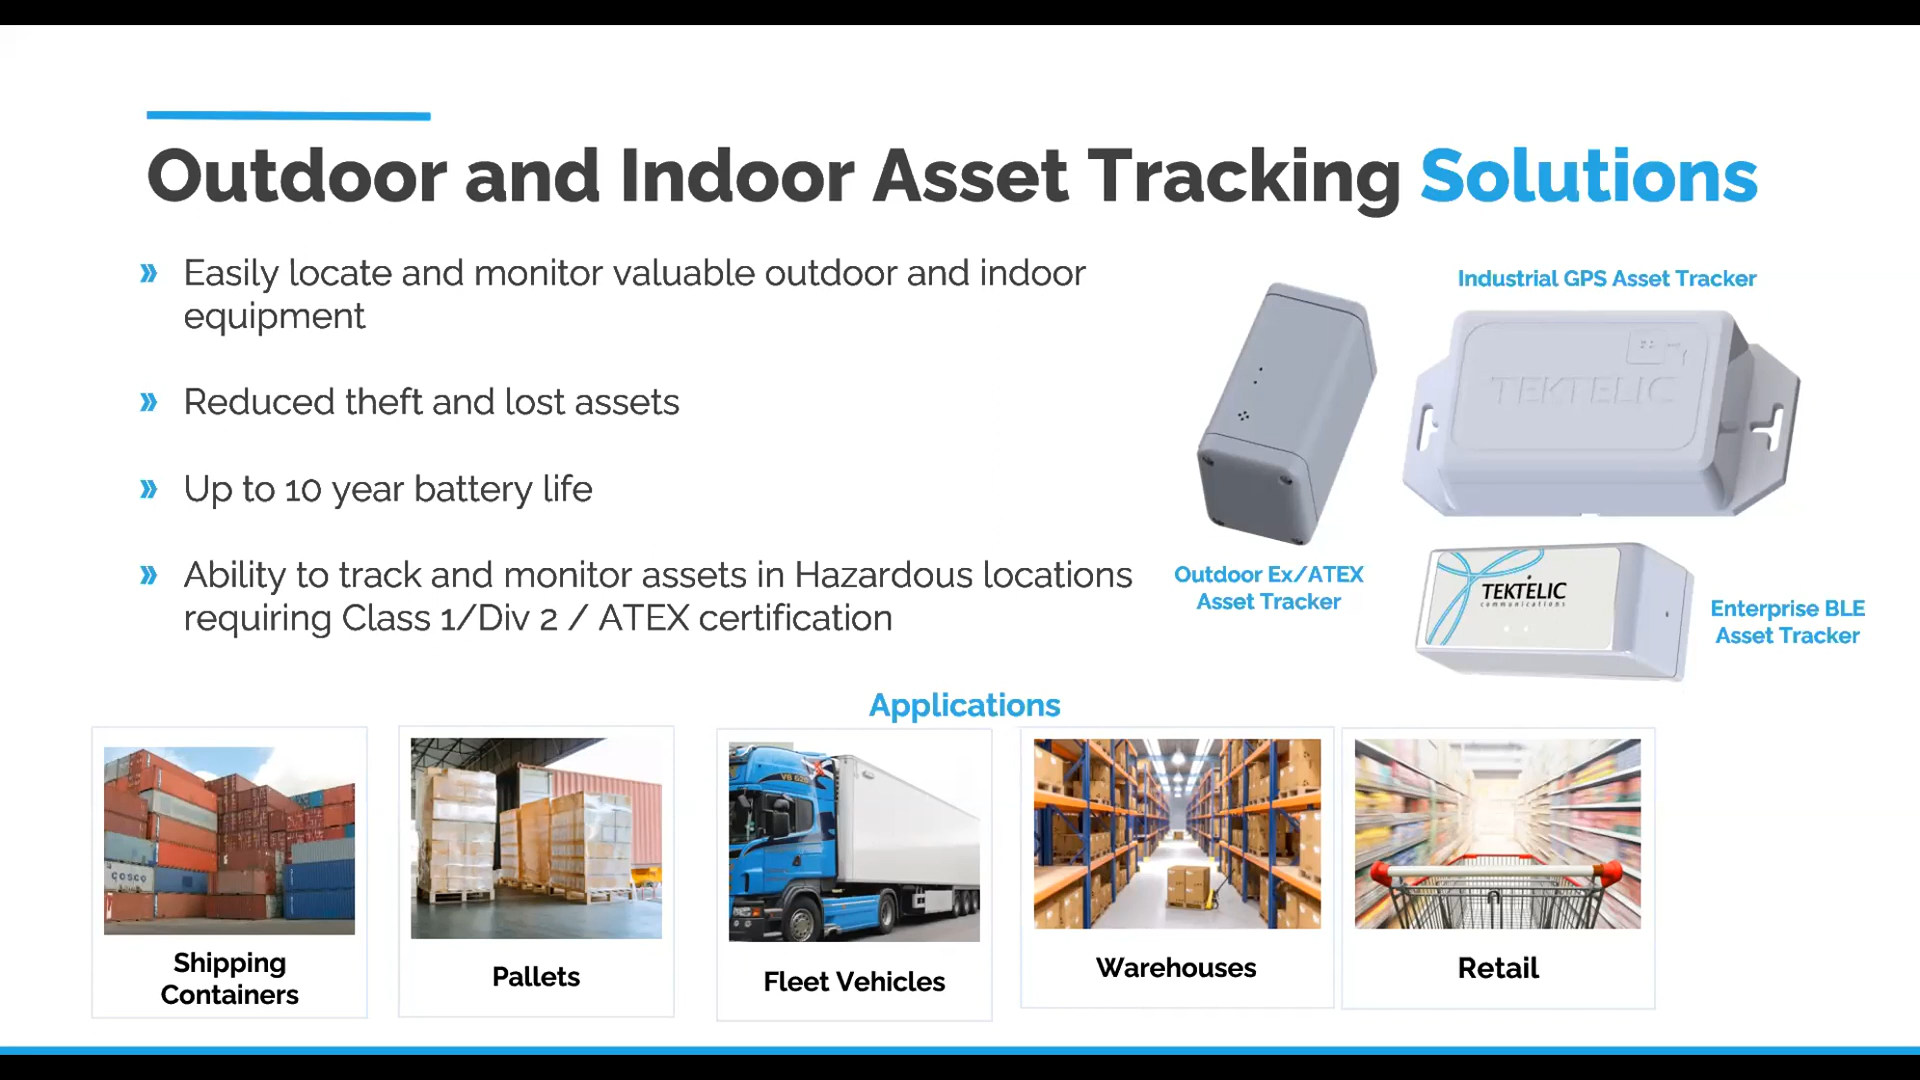 Outdoor and Indoor Asset Tracking Solutions
» Easily locate and monitor valuable outdoor and indoor
equipment
» Reduced theft and lost assets
» Up to 10 year battery life
» Ability to track and monitor assets in Hazardous locations
requiring Class 1/Div 2 / ATEX certification
Industrial GPS Asset Tracker
TEKTELIC
Outdoor Ex/ATEX
Asset Tracker
TEKTELIC
communications
Enterprise BLE
Asset Tracker
Applications
COSCO
Shipping
Containers
Pallets
Fleet Vehicles
Warehouses
Retail